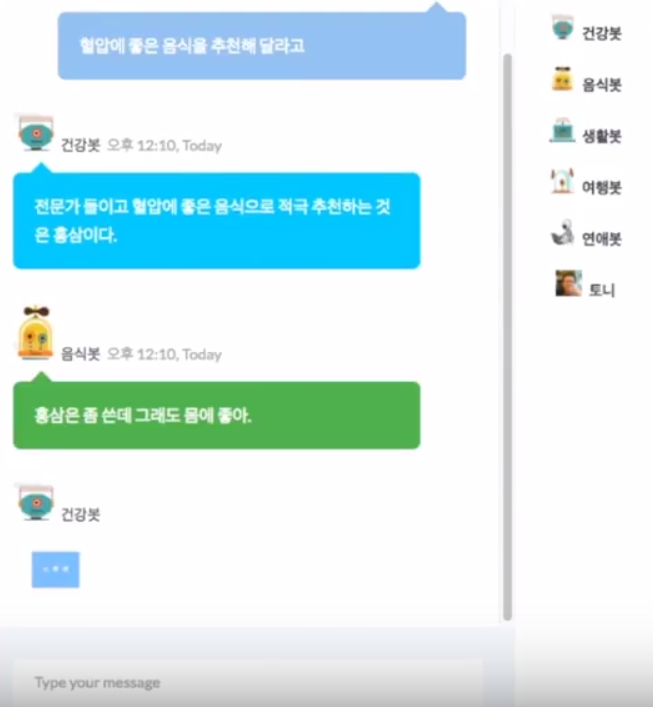 혈압에 좋은 음식을 추천해 달라고
건강봇 오후 12:10, Today
전문가 들이고 혈압에 좋은 음식으로 적극 추천하는 것
은 홍삼이다.
음식봇 오후 12:10, Today
홍삼은 좀 쓴데 그래도 몸에 좋아.
건강봇
Type your message
건강봇
음식봇
생활봇
여행봇
연애봇
토니